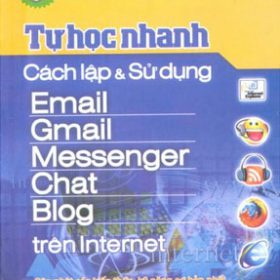 Tự học nhanh
Cách lập & Sử dụng
Email
Gmail
Messenger
Chat
Blog
trên Internet